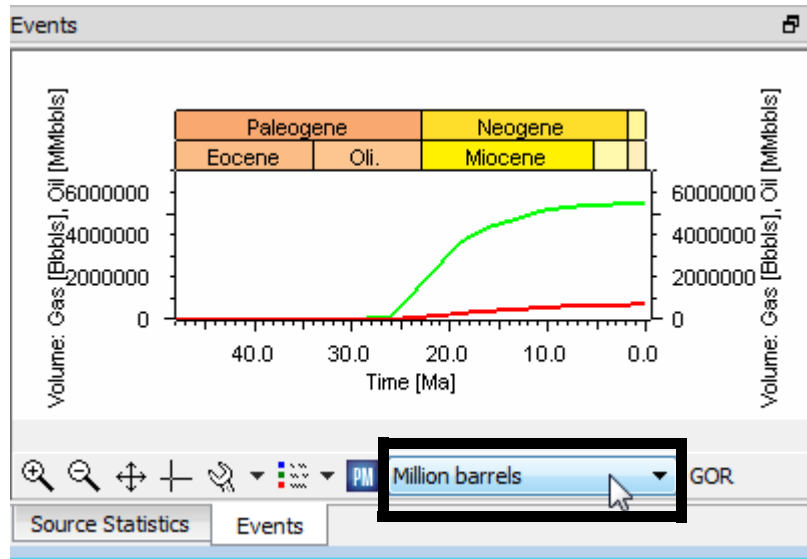 Events
Volume: Gas [Bbbls], Oil [MMbbls]
Paleogene Neogene
Eocene Oli. Miocene
6000000 6000000
4000000 4000000
2000000 2000000
0 0
Volume: Gas [Bbbls], Oil [MMbbls]
40.0 30.0 20.0 10.0 0.0
Time [Ma]
PM Million barrels GOR
Source Statistics Events